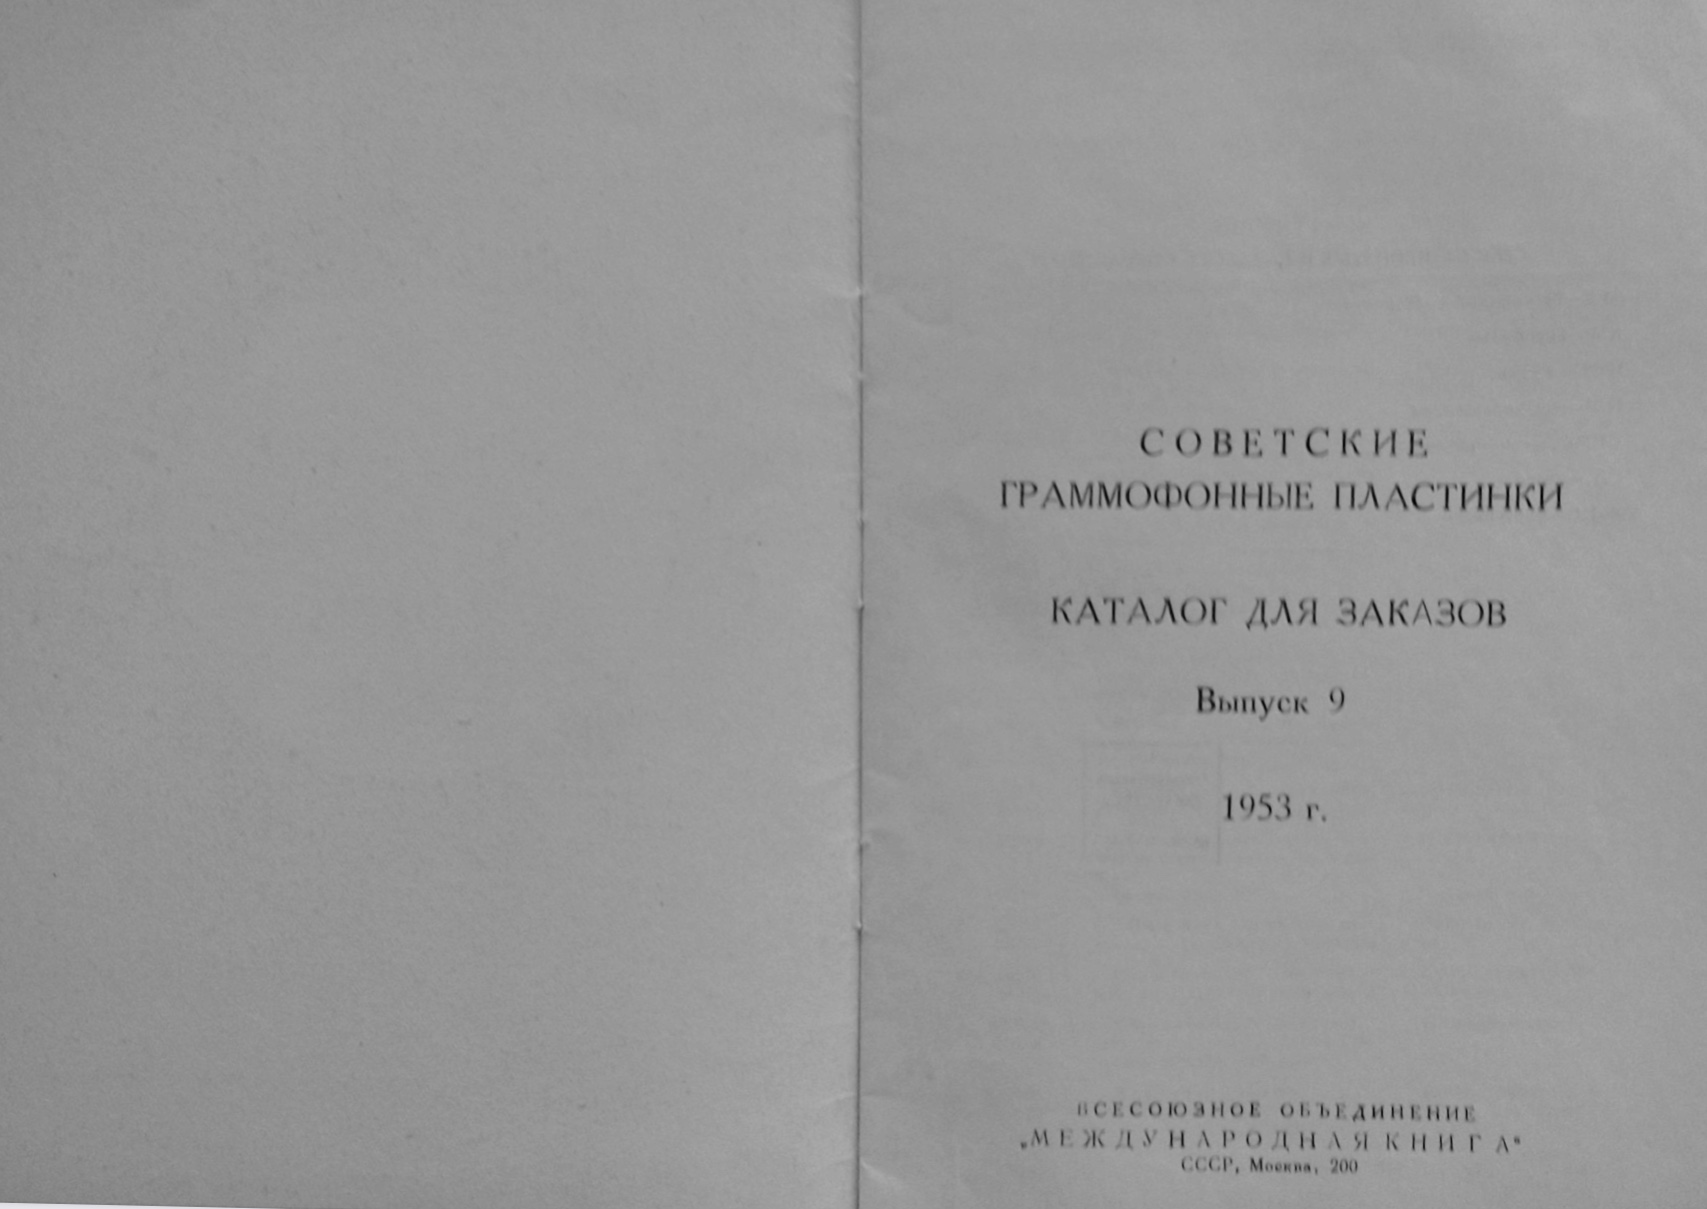 СОВЕТСКИЕ
ГРАММОФОННЫЕ ПЛАСТИНКИ
КАТАЛОГ ДЛЯ ЗАКАЗОВ
Выпуск 9
1953 г.
ВСЕСОЮЗНОЕ ОБЪЕДИНЕНИЕ
„МЕЖДУНАРОДНАЯ КНИГА“
СССР, Москва, 200